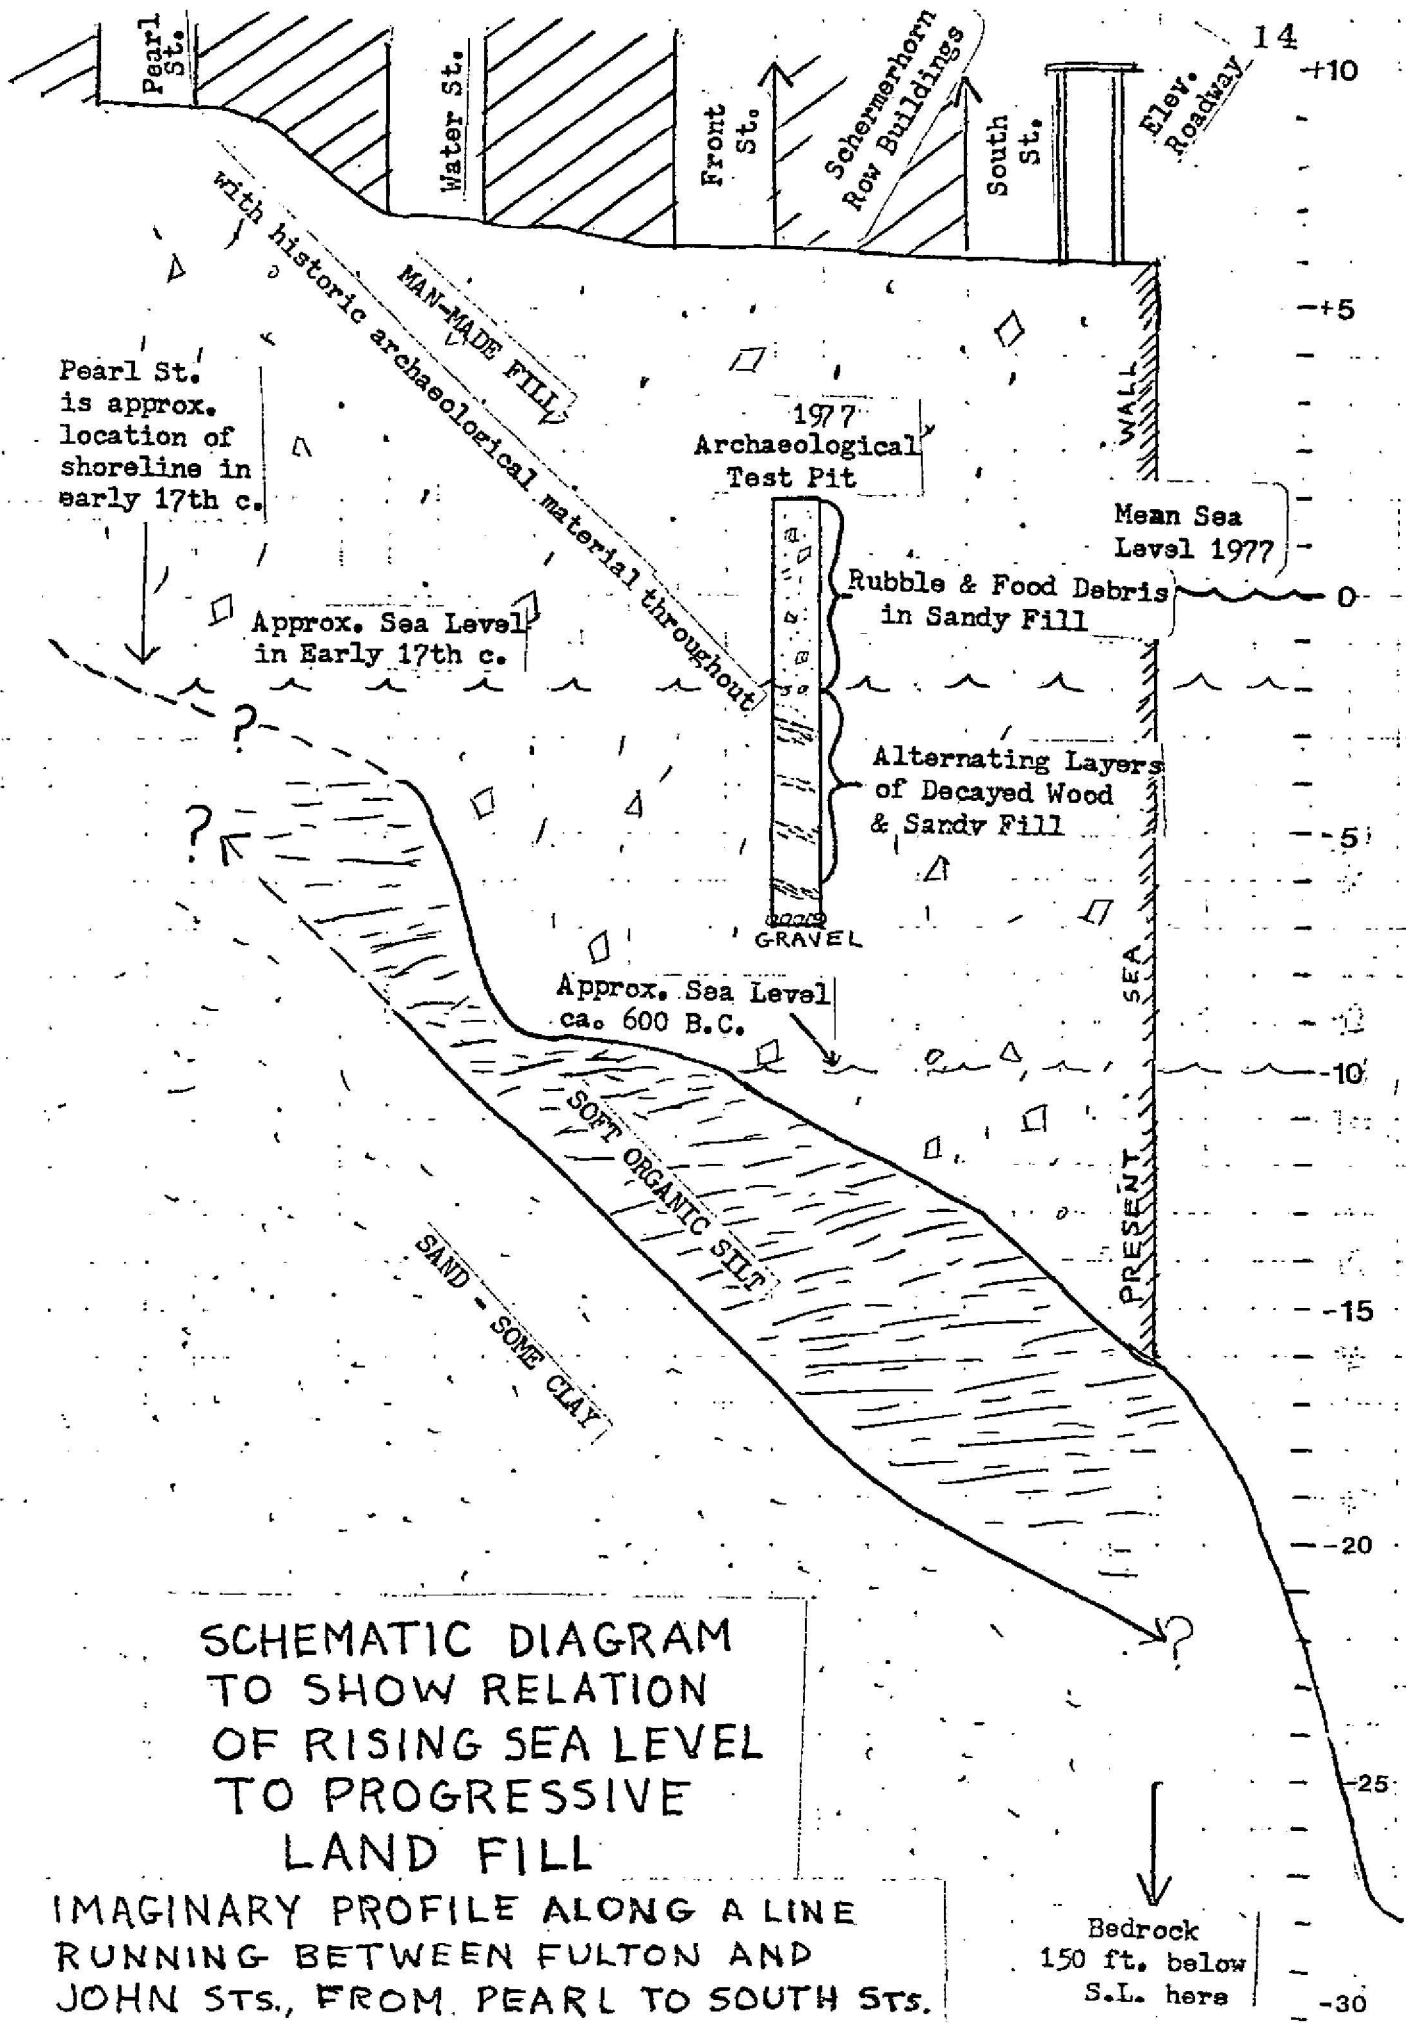 14
Pearl
St.
Water St.
Front
St.
Schermerhorn
Row Buildings
South
St.
Elev.
Roadway
+10
+5
with historic archaeological material throughout
MAN-MADE FILL
Pearl St.
is approx.
location of
shoreline in
early 17th c.
1977
Archaeological
Test Pit
WALL
Mean Sea
Level 1977
0
Rubble & Food Debris
in Sandy Fill
Approx. Sea Level
in Early 17th c.
?
?
Alternating Layers
of Decayed Wood
& Sandy Fill
-5
GRAVEL
SEA
Approx. Sea Level
ca. 600 B.C.
-10
SOFT ORGANIC SILT
PRESENT
SAND - SOME CLAY
-15
-20
?
SCHEMATIC DIAGRAM
TO SHOW RELATION
OF RISING SEA LEVEL
TO PROGRESSIVE
LAND FILL
-25
IMAGINARY PROFILE ALONG A LINE
RUNNING BETWEEN FULTON AND
JOHN STS., FROM PEARL TO SOUTH STS.
Bedrock
150 ft. below
S.L. here
-30